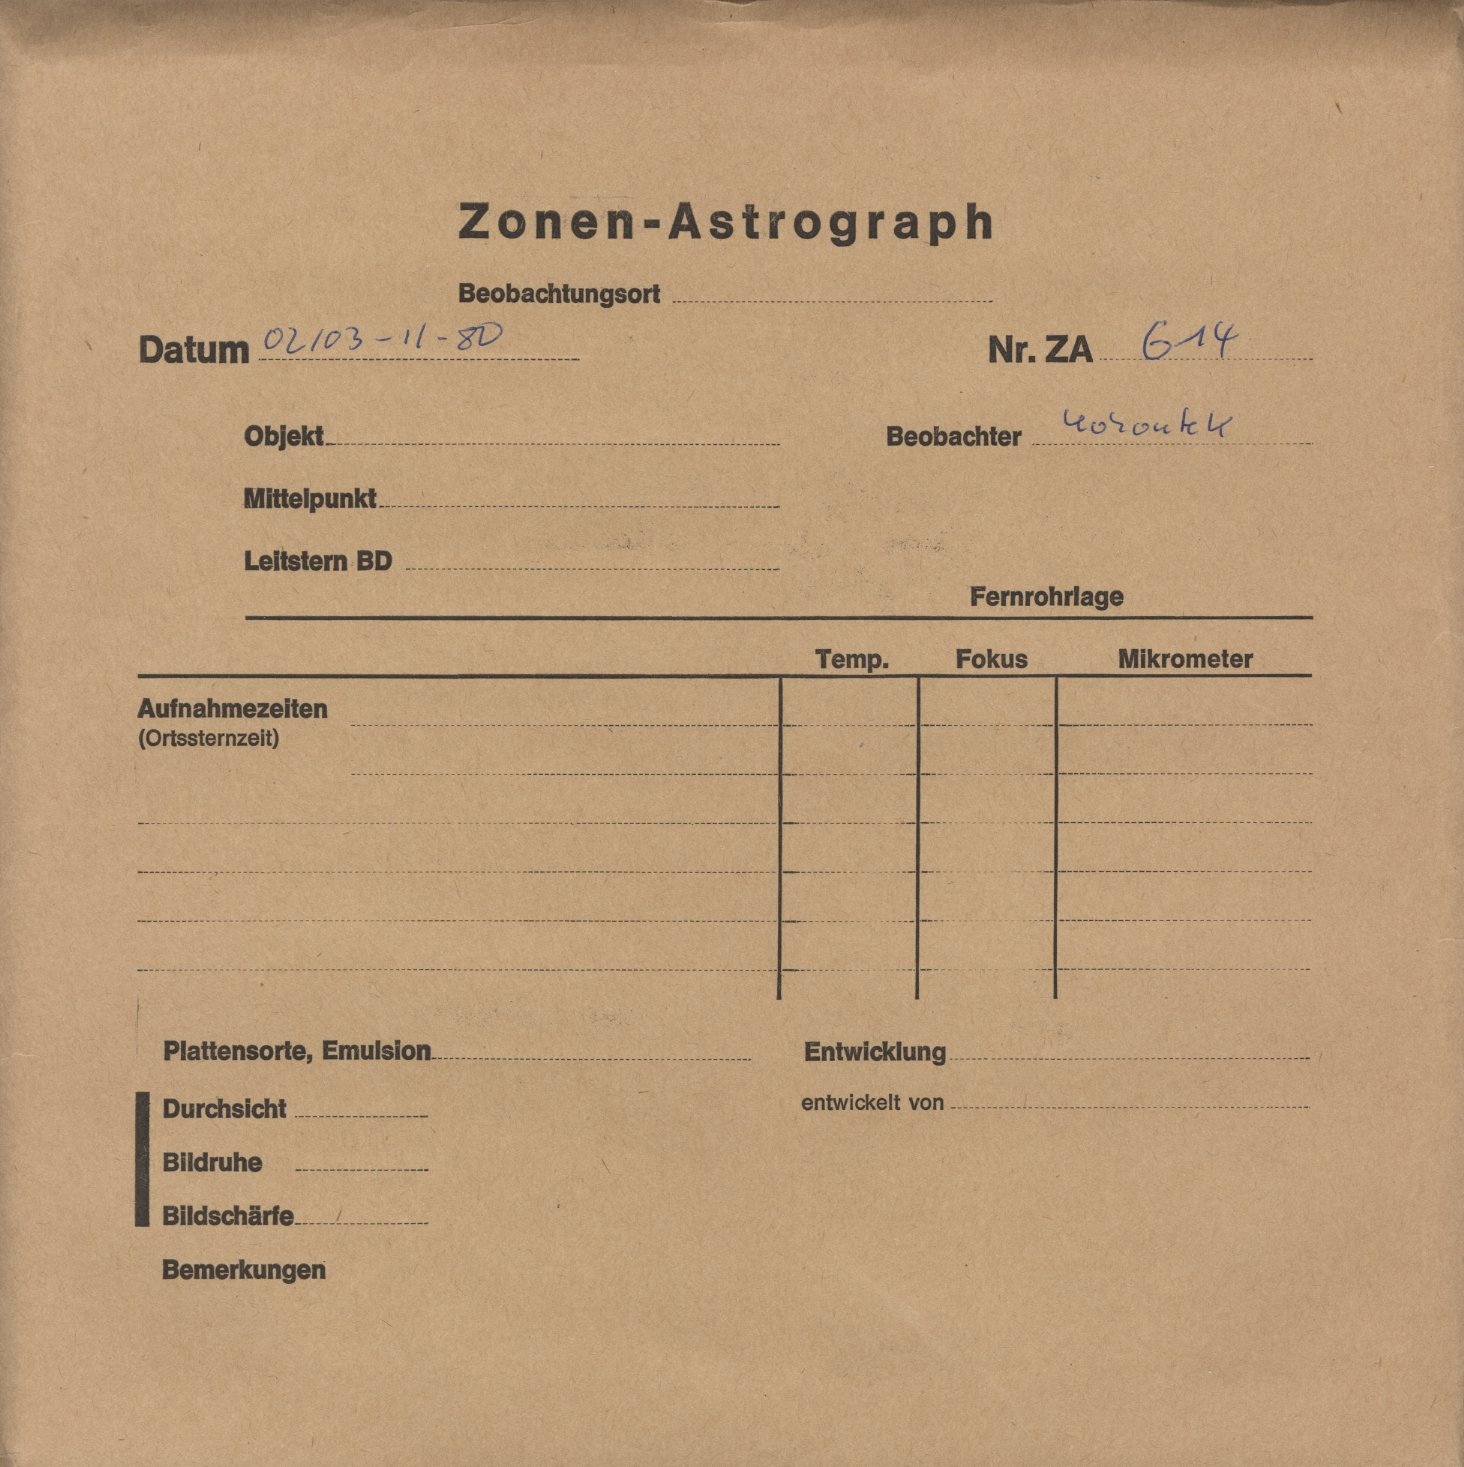 Zonen-Astrograph
Beobachtungsort
Datum 02/03-11-80 Nr. ZA 614
Objekt Beobachter Kohoutek
Mittelpunkt
Leitstern BD
Fernrohrlage
Temp. Fokus Mikrometer
Aufnahmezeiten
(Ortssternzeit)
Plattensorte, Emulsion Entwicklung
Durchsicht entwickelt von
Bildruhe
Bildschärfe
Bemerkungen